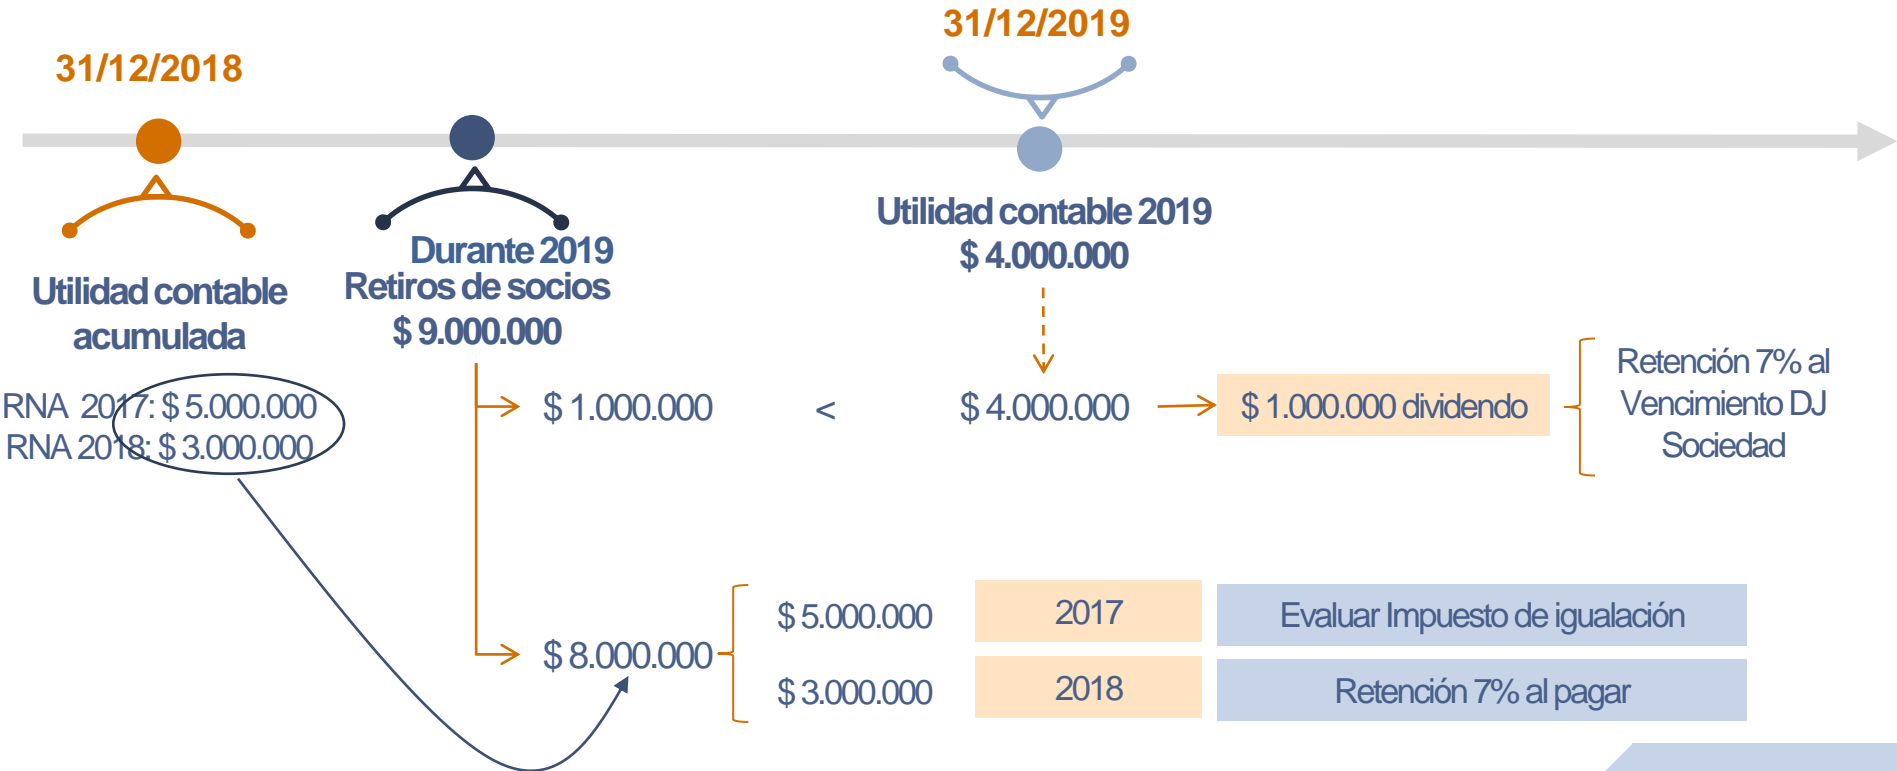 31/12/2018
31/12/2019
Utilidad contable
acumulada
RNA 2017: $ 5.000.000
RNA 2018: $ 3.000.000
Durante 2019
Retiros de socios
$ 9.000.000
Utilidad contable 2019
$ 4.000.000
$ 1.000.000 < $ 4.000.000 $ 1.000.000 dividendo
Retención 7% al
Vencimiento DJ
Sociedad
$ 8.000.000
$ 5.000.000 2017 Evaluar Impuesto de igualación
$ 3.000.000 2018 Retención 7% al pagar